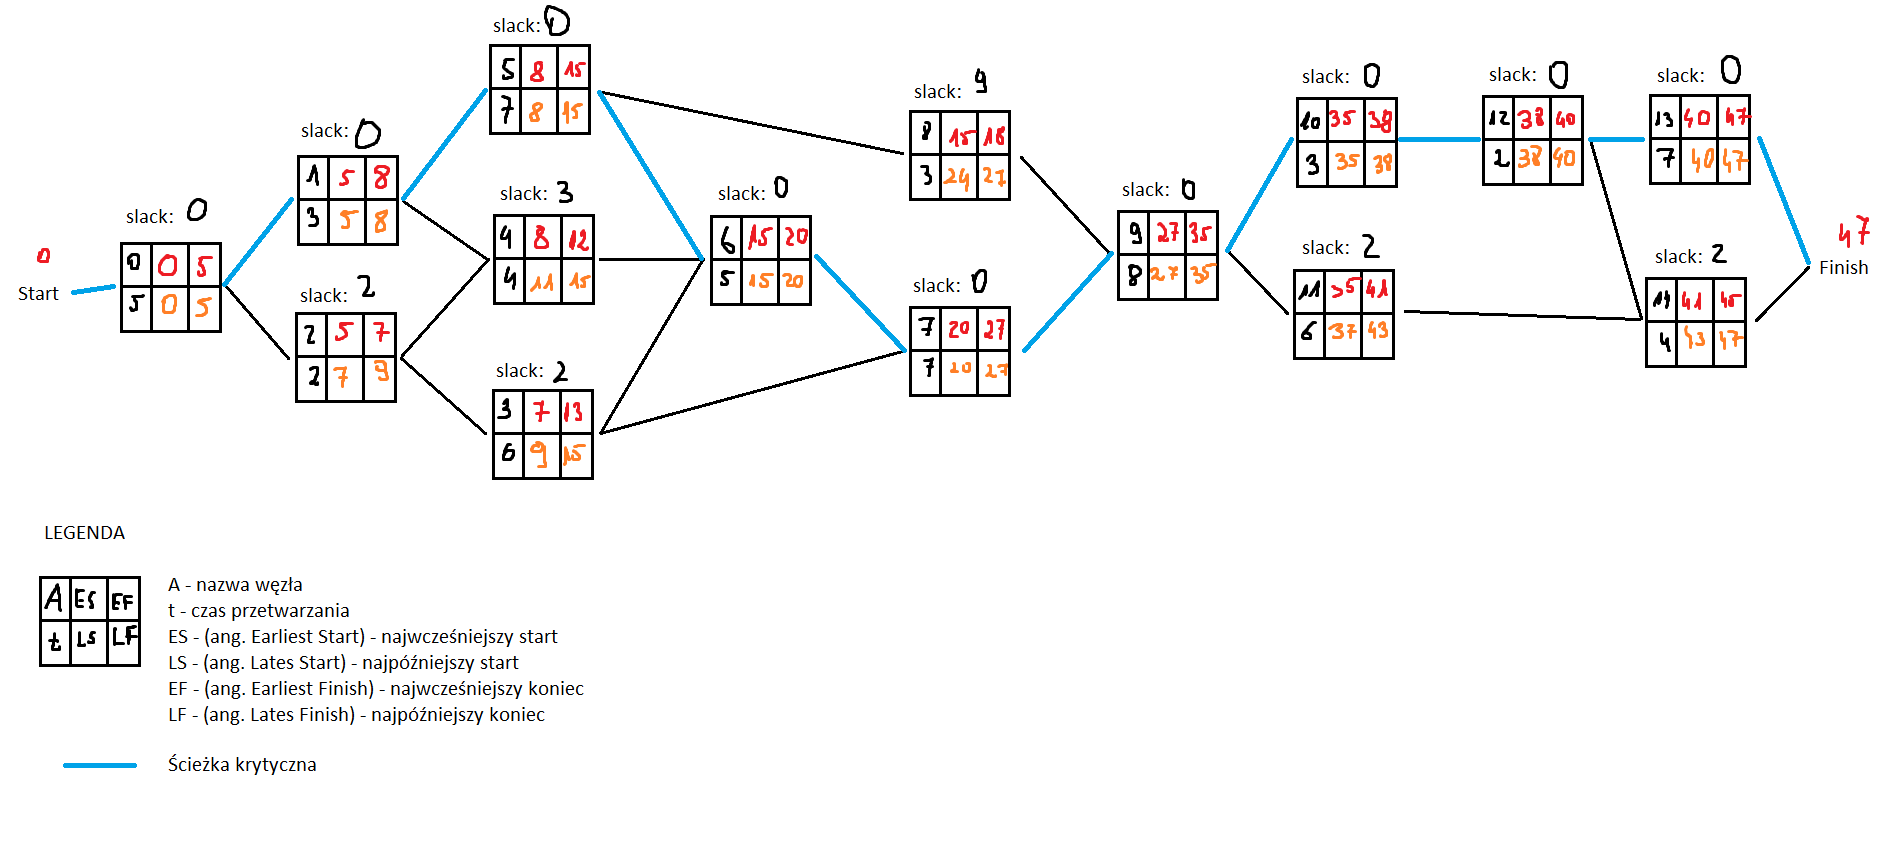 slack: 0
5 8 15
7 8 15
slack: 0
1 5 8
3 5 8
slack: 0
0 0 5
5 0 5
0
Start
slack: 2
2 5 7
2 7 9
slack: 3
4 8 12
4 11 15
slack: 2
3 7 13
6 9 15
slack: 0
6 15 20
5 15 20
slack: 9
8 15 18
3 24 27
slack: 0
7 20 27
7 20 27
slack: 0
9 27 35
8 27 35
slack: 0
10 35 38
3 35 38
slack: 2
11 35 41
6 37 43
slack: 0
12 38 40
2 38 40
slack: 0
13 40 47
7 40 47
slack: 2
14 41 45
4 43 47
47
Finish
LEGENDA
A ES EF
t LS LF
A - nazwa węzła
t - czas przetwarzania
ES - (ang. Earliest Start) - najwcześniejszy start
LS - (ang. Lates Start) - najpóźniejszy start
EF - (ang. Earliest Finish) - najwcześniejszy koniec
LF - (ang. Lates Finish) - najpóźniejszy koniec
Ścieżka krytyczna